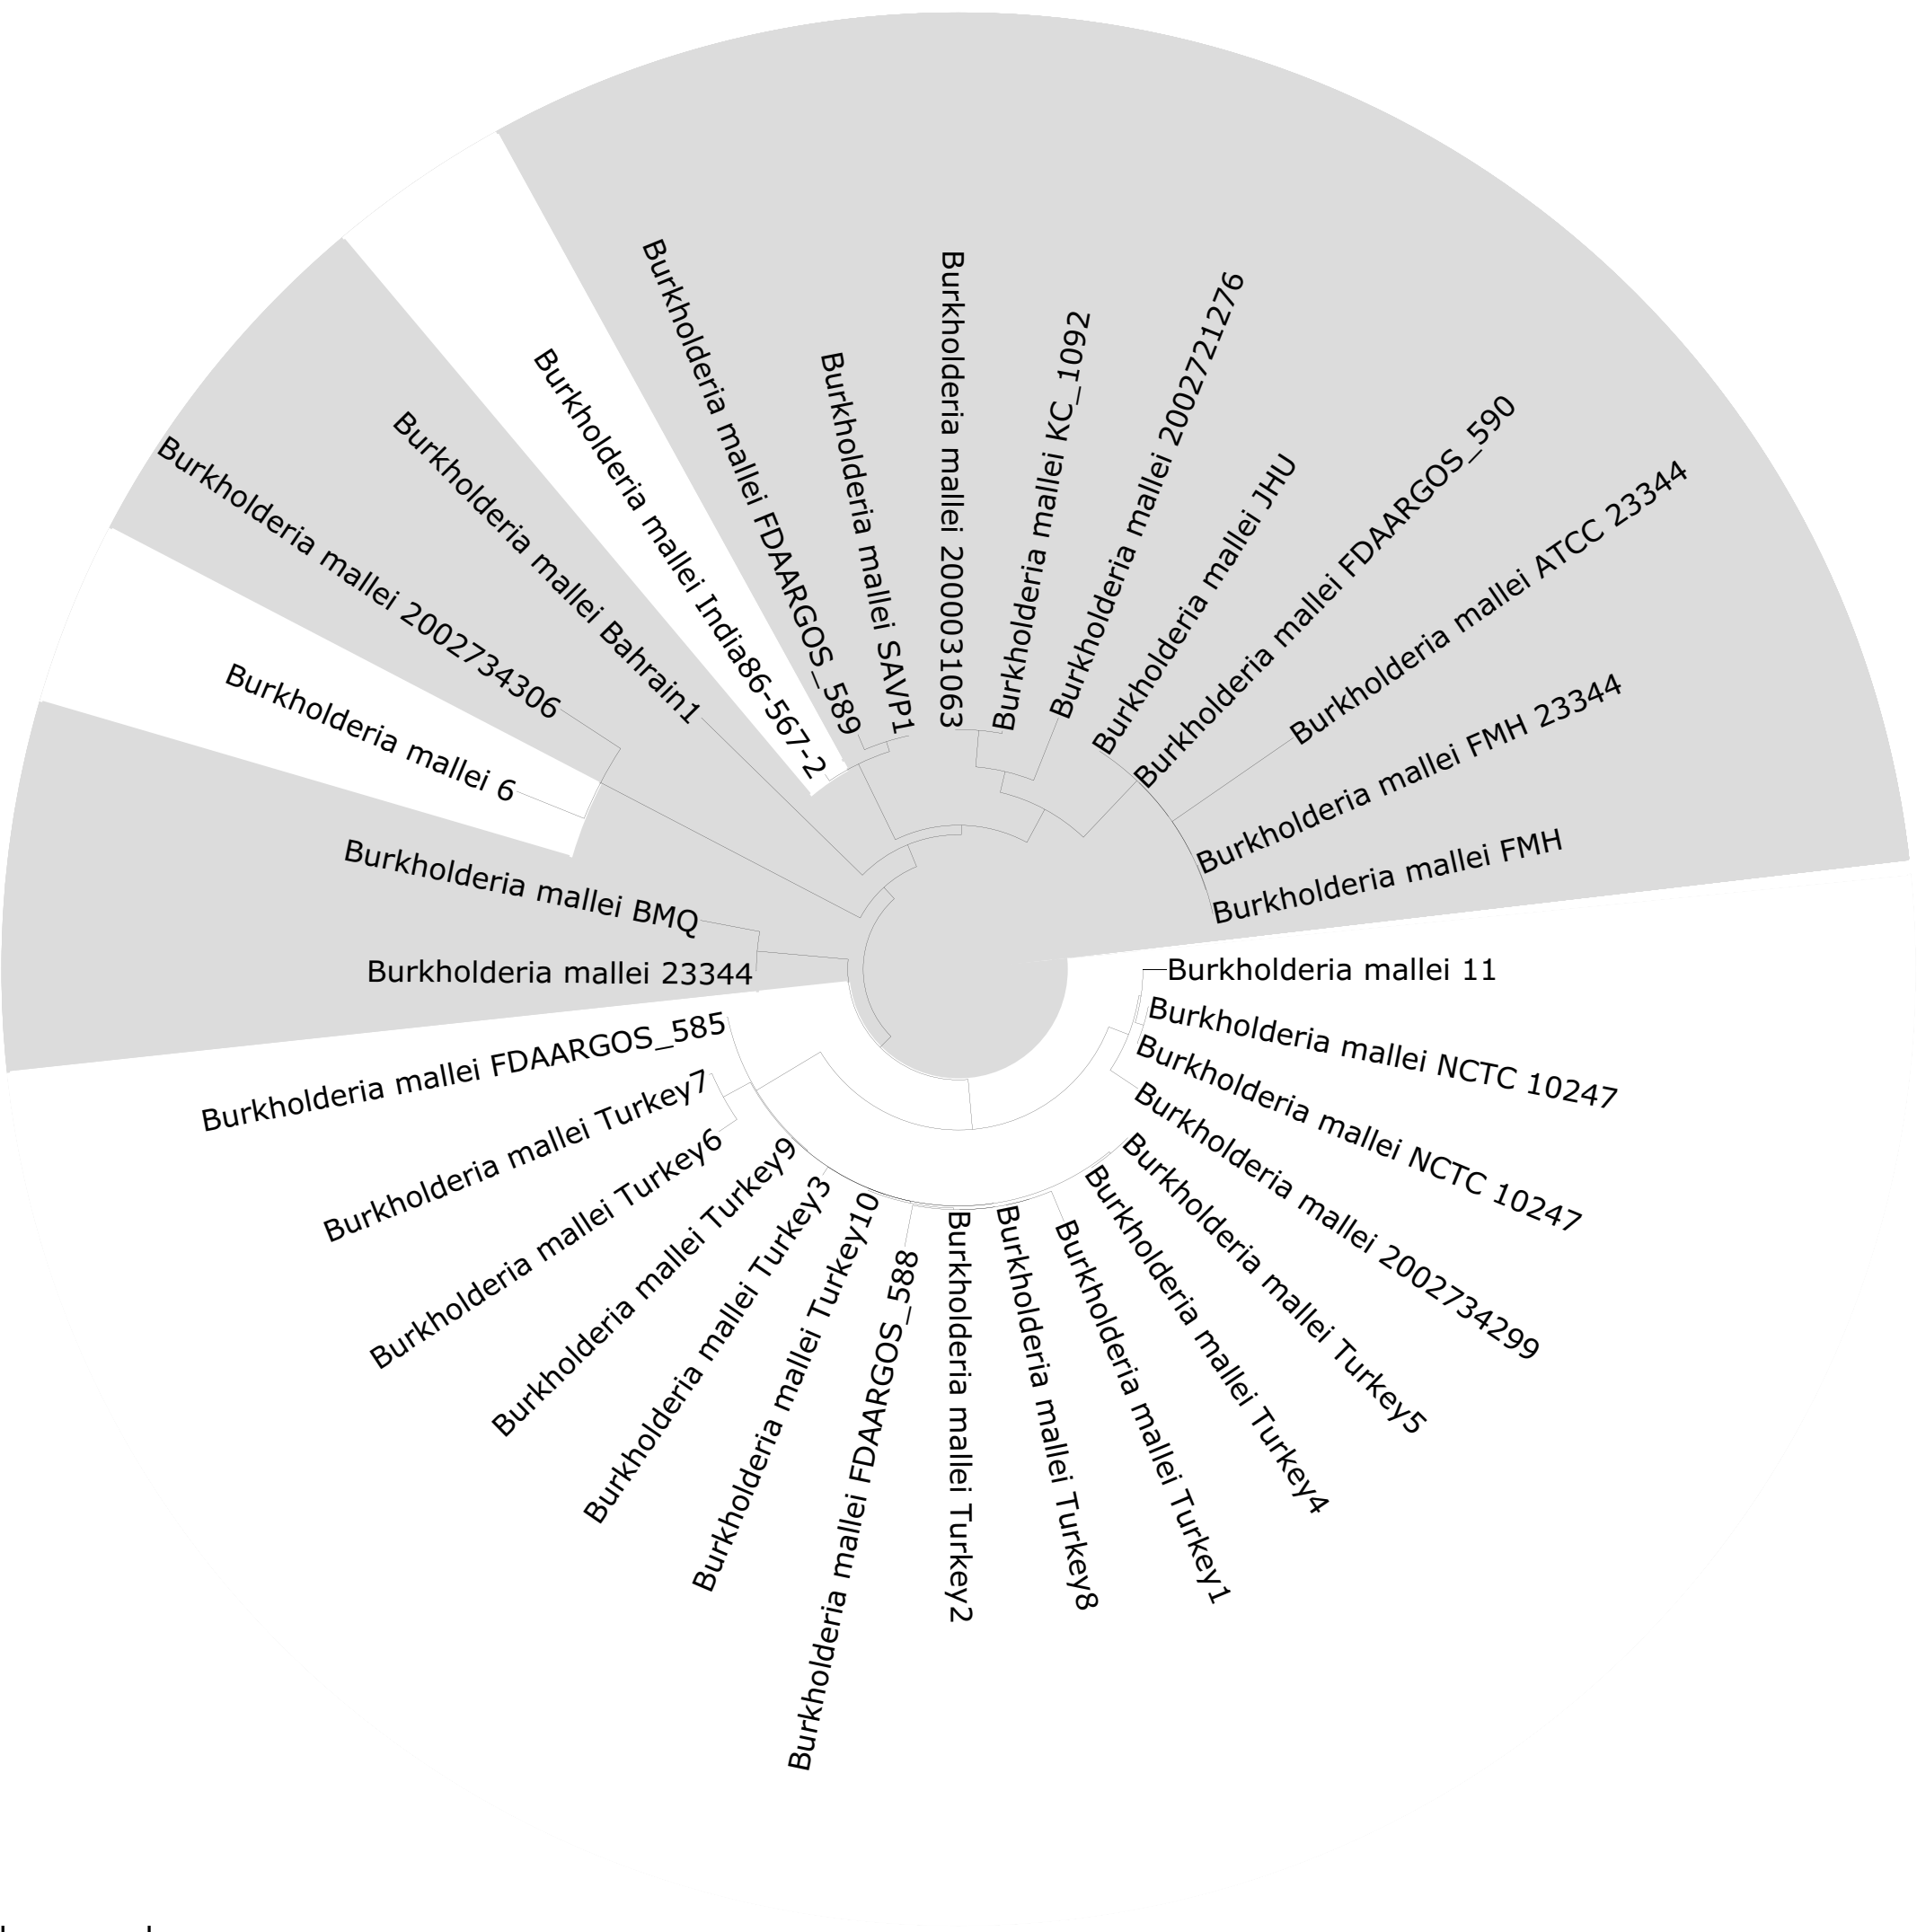 Burkholderia mallei FDAARGOS_589
Burkholderia mallei SAVP1
Burkholderia mallei 2000031063
Burkholderia mallei KC_1092
Burkholderia mallei 2002721276
Burkholderia mallei JHU
Burkholderia mallei FDAARGOS_590
Burkholderia mallei ATCC 23344
Burkholderia mallei FMH 23344
Burkholderia mallei FMH
Burkholderia mallei 11
Burkholderia mallei NCTC 10247
Burkholderia mallei NCTC 10247
Burkholderia mallei 2002734299
Burkholderia mallei Turkey5
Burkholderia mallei Turkey4
Burkholderia mallei Turkey1
Burkholderia mallei Turkey8
Burkholderia mallei Turkey2
Burkholderia mallei FDAARGOS_588
Burkholderia mallei Turkey10
Burkholderia mallei Turkey3
Burkholderia mallei Turkey9
Burkholderia mallei Turkey6
Burkholderia mallei Turkey7
Burkholderia mallei FDAARGOS_585
Burkholderia mallei 23344
Burkholderia mallei BMQ
Burkholderia mallei 6
Burkholderia mallei 2002734306
Burkholderia mallei Bahrain1
Burkholderia mallei India86-567-2